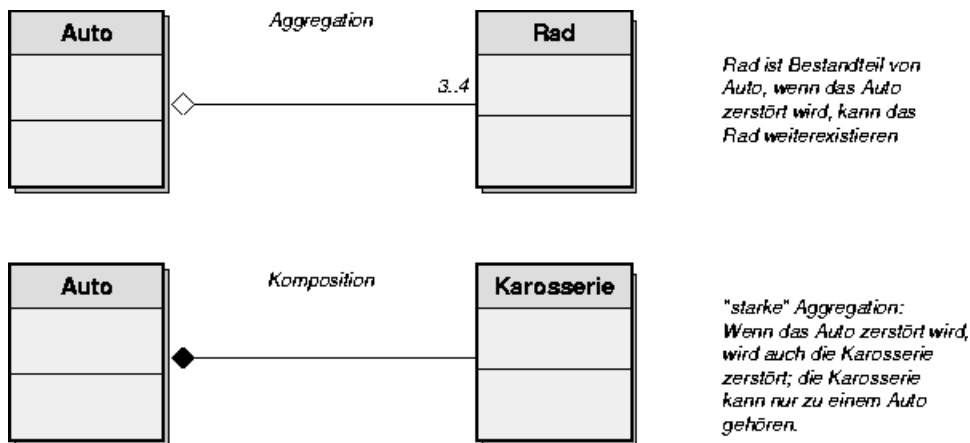 Auto
Aggregation
Rad
3..4
Rad ist Bestandteil von
Auto, wenn das Auto
zerstört wird, kann das
Rad weiterexistieren
Auto
Komposition
Karosserie
"starke" Aggregation:
Wenn das Auto zerstört wird,
wird auch die Karosserie
zerstört; die Karosserie
kann nur zu einem Auto
gehören.